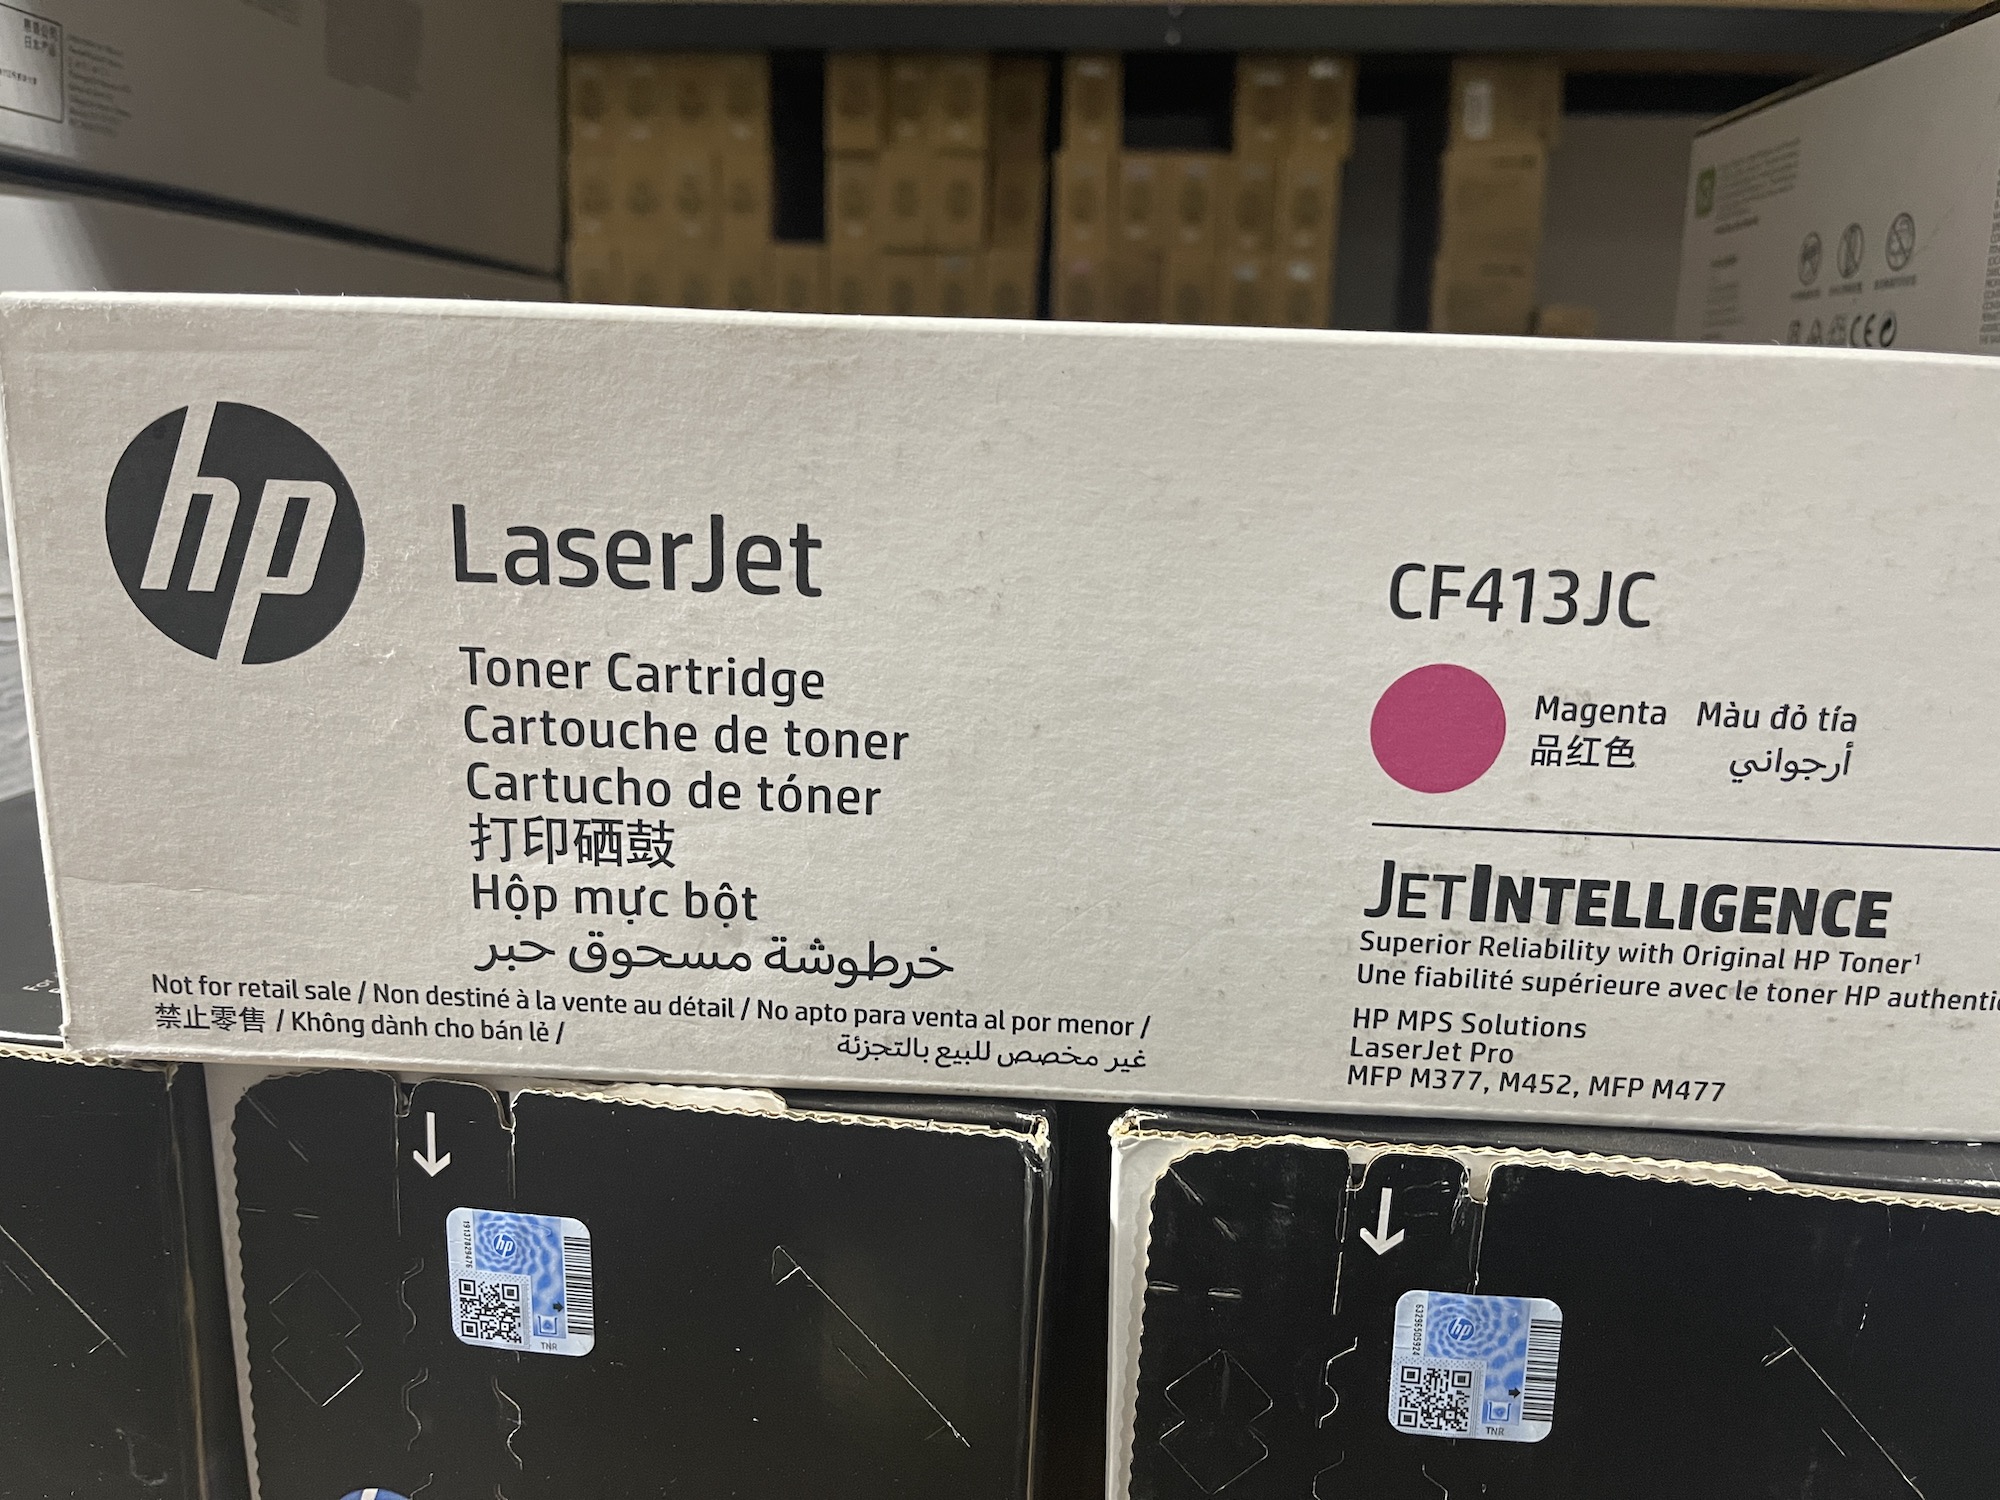 hp
LaserJet
Toner Cartridge
Cartouche de toner
Cartucho de tóner
打印硒鼓
Hộp mực bột
خرطوشة مسحوق حبر
Not for retail sale / Non destiné à la vente au détail / No apto para venta al por menor /
禁止零售 / Không dành cho bán lẻ /
غير مخصص للبيع بالتجزئة
CF413JC
Magenta Màu đỏ tía
品红色 أرجواني
JETINTELLIGENCE
Superior Reliability with Original HP Toner¹
Une fiabilité supérieure avec le toner HP
HP MPS Solutions
LaserJet Pro
MFP M377, M452, MFP M477
hp
TNR
hp
TNR